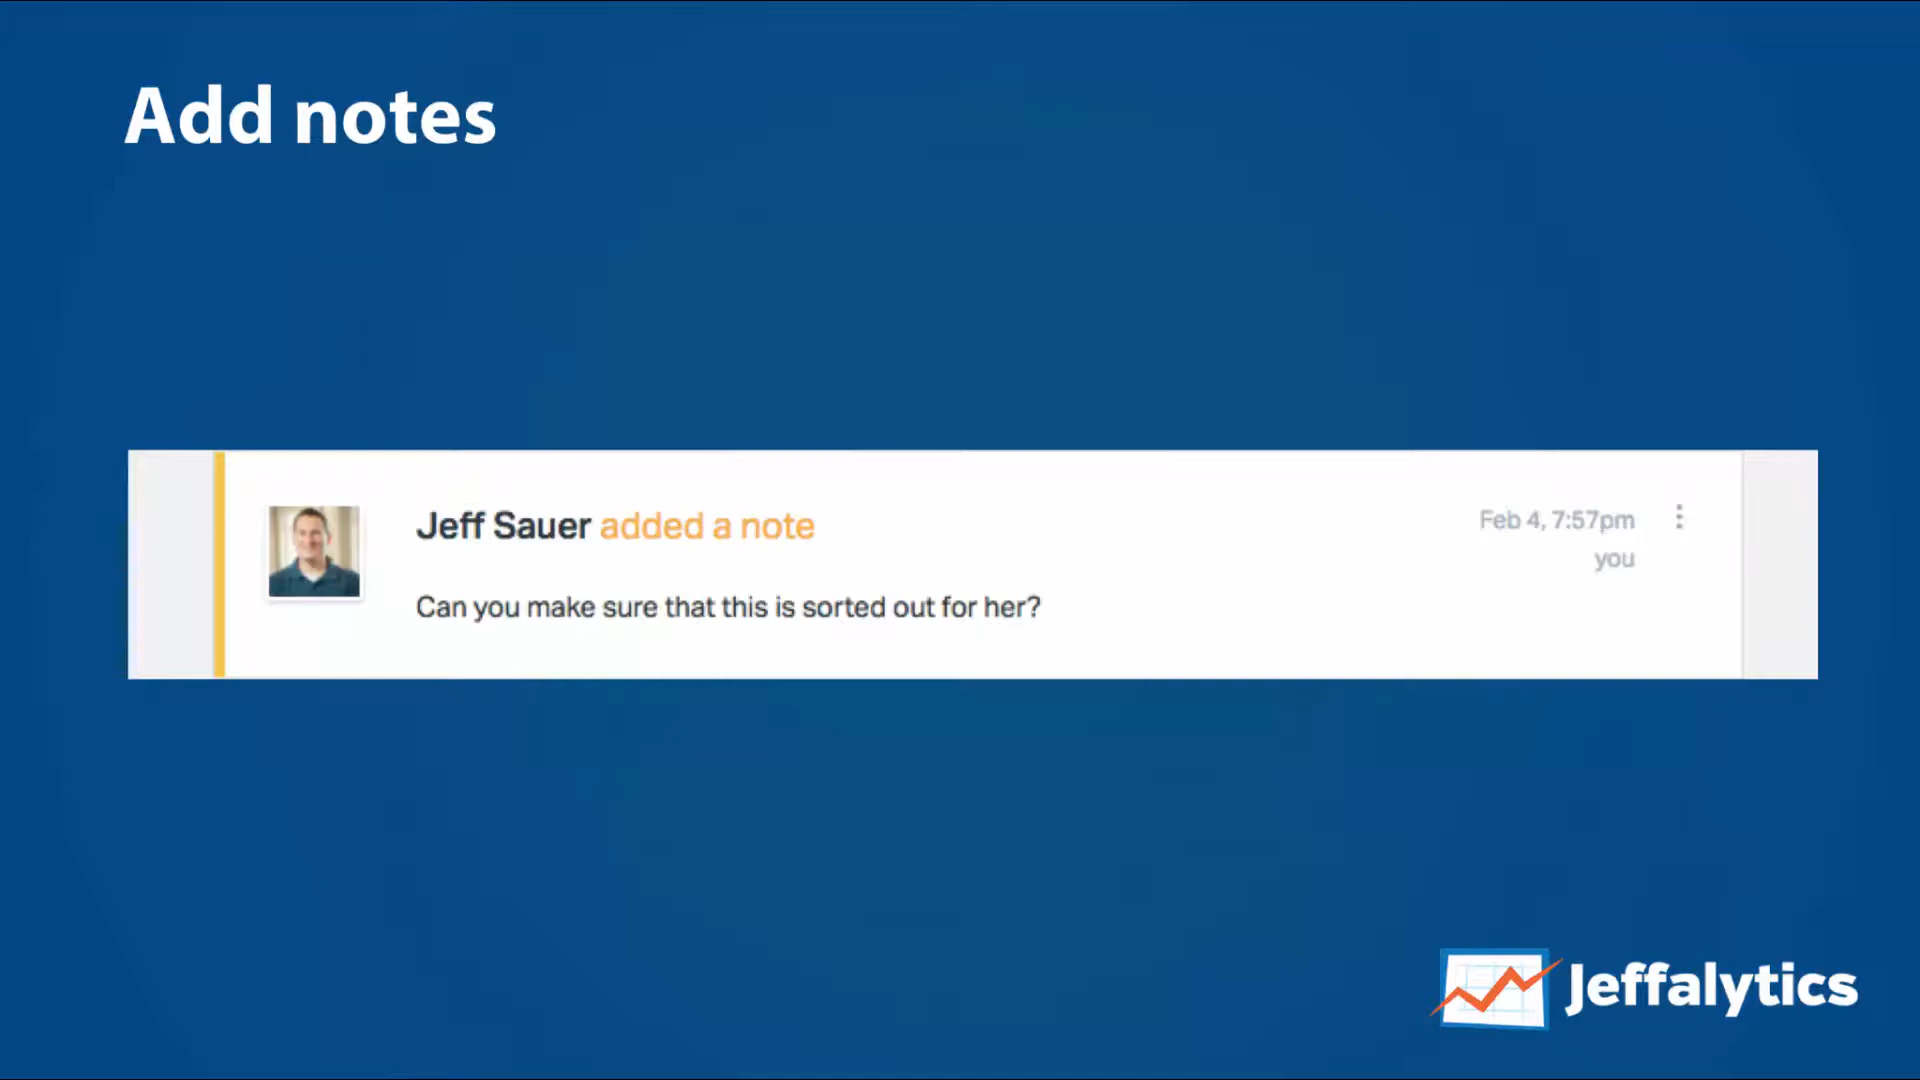 Add notes
Jeff Sauer added a note
Feb 4, 7:57pm
you
Can you make sure that this is sorted out for her?
Jeffalytics